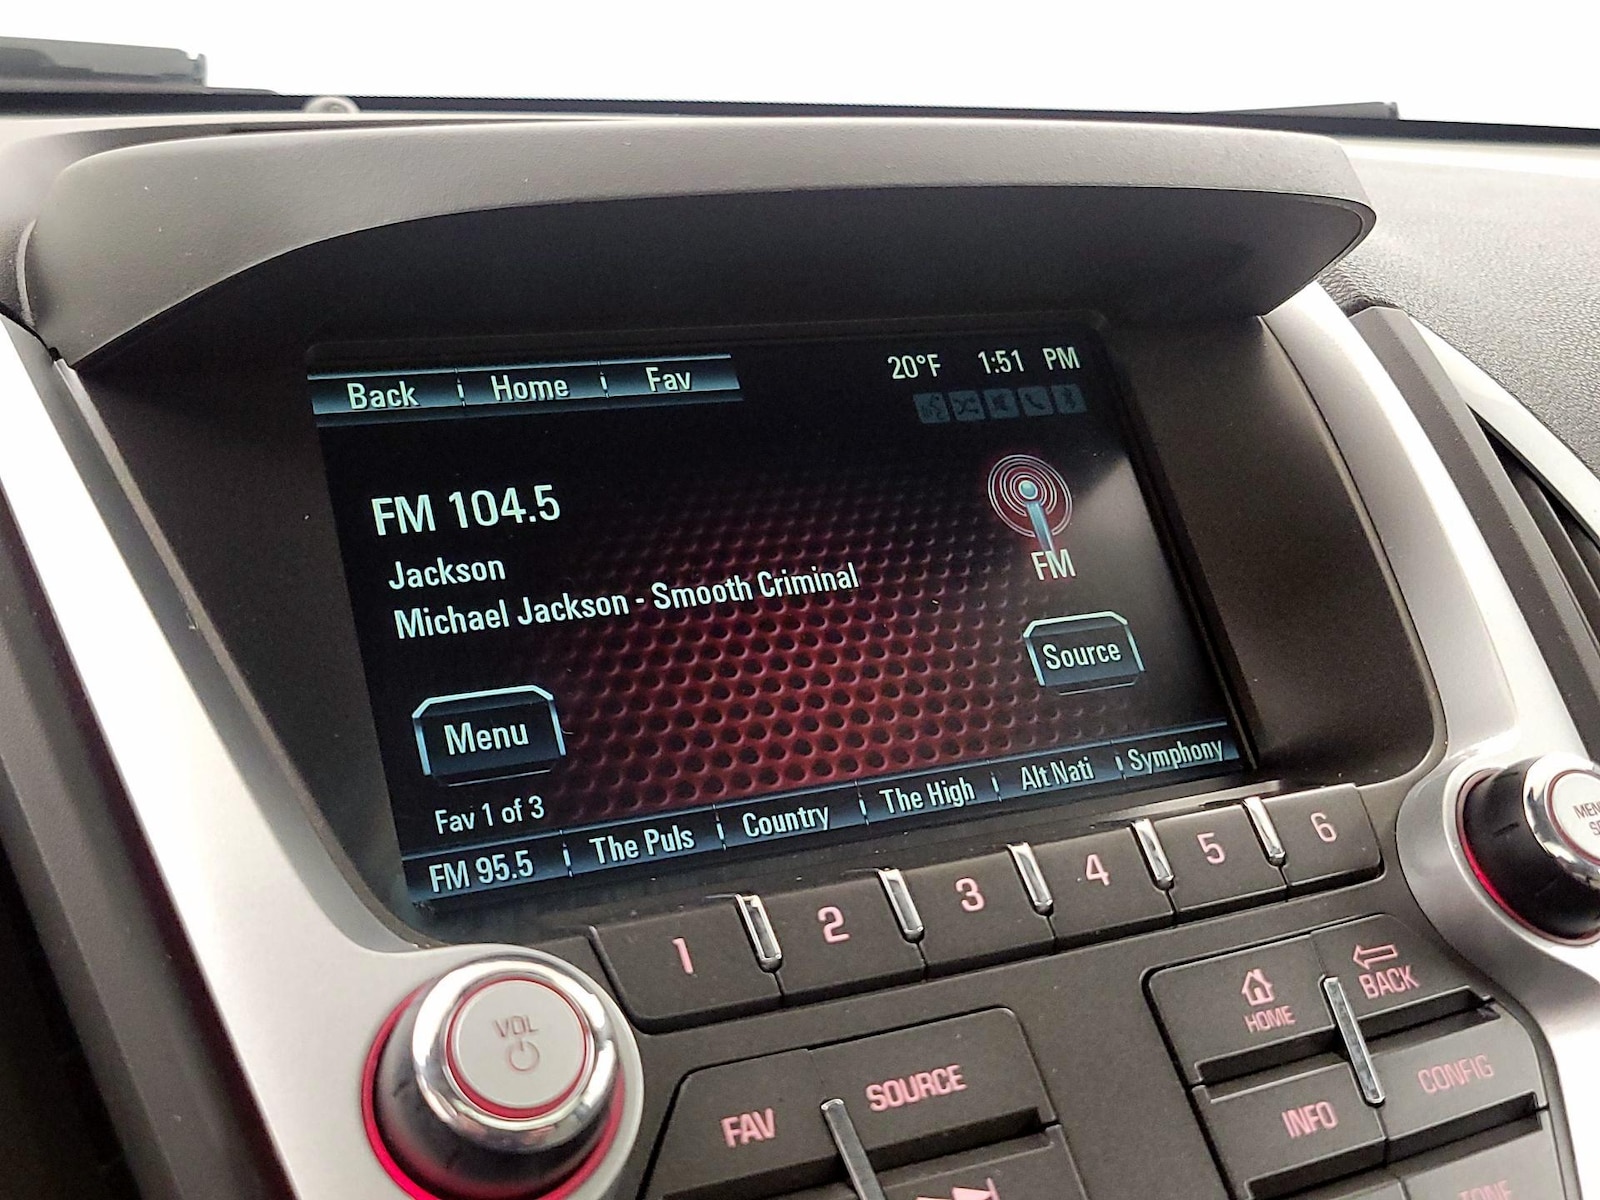 Back Home Fav 20°F 1:51 PM
FM 104.5
Jackson
Michael Jackson - Smooth Criminal
FM
Source
Menu
Fav 1 of 3
FM 95.5 The Puls Country The High Alt Nati Symphony
1 2 3 4 5 6
VOL
FAV SOURCE
HOME BACK
INFO CONFIG